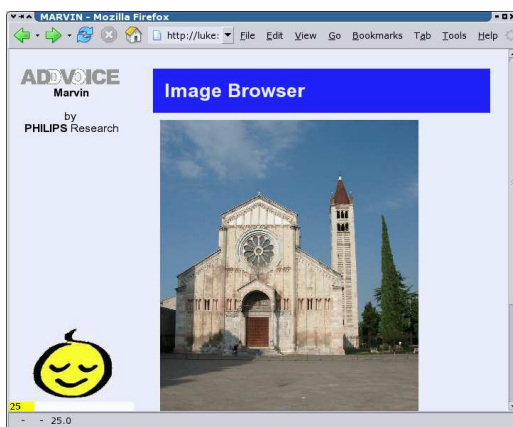 MARVIN - Mozilla Firefox
http://luke: File Edit View Go Bookmarks Tab Tools Help
ADDVOICE
Marvin
by
PHILIPS Research
Image Browser
25
- - 25.0